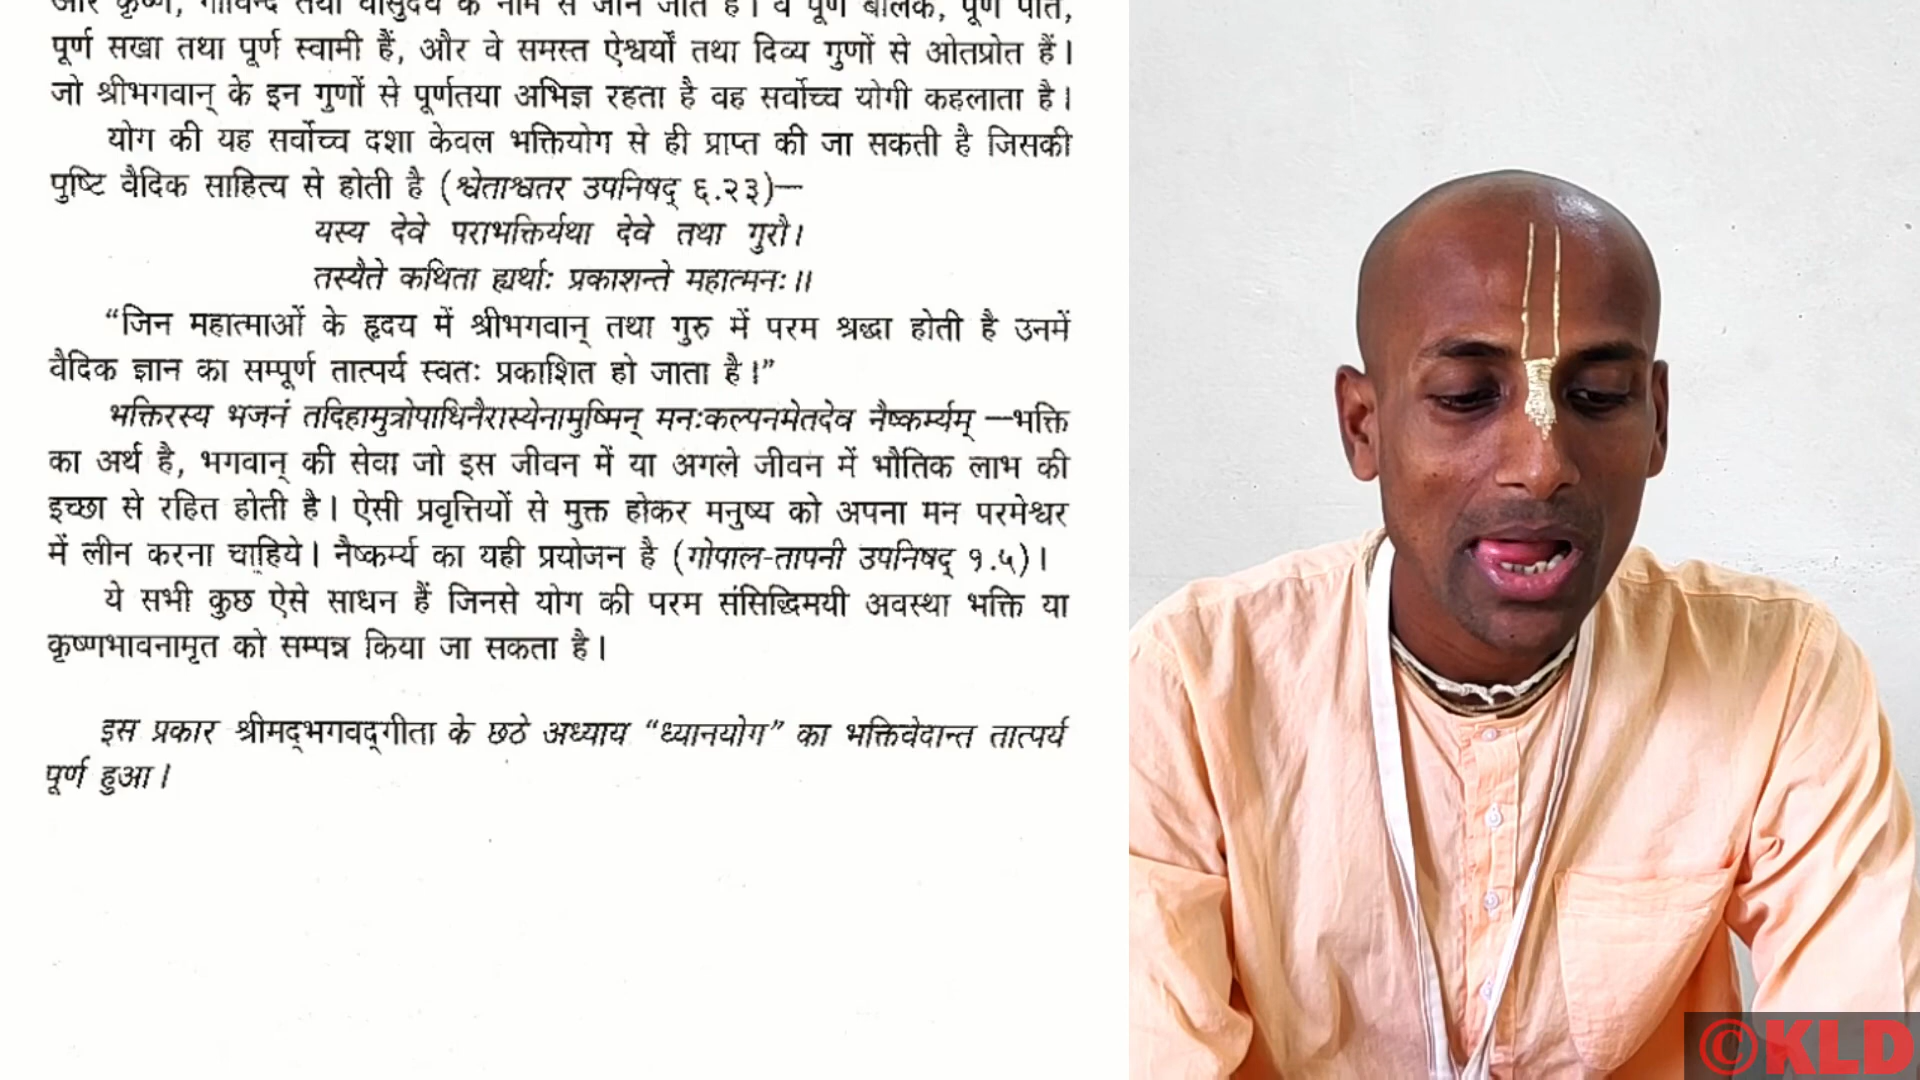 और कृष्ण, गोविन्द तथा वासुदेव के नाम से जाने जाते हैं। वे पूर्ण बालक, पूर्ण पति,
पूर्ण सखा तथा पूर्ण स्वामी हैं, और वे समस्त ऐश्वर्यों तथा दिव्य गुणों से ओतप्रोत हैं।
जो श्रीभगवान् के इन गुणों से पूर्णतया अभिज्ञ रहता है वह सर्वोच्च योगी कहलाता है।
योग की यह सर्वोच्च दशा केवल भक्तियोग से ही प्राप्त की जा सकती है जिसकी
पुष्टि वैदिक साहित्य से होती है (श्वेताश्वतर उपनिषद् ६.२३)—
यस्य देवे पराभक्तिर्यथा देवे तथा गुरौ।
तस्यैते कथिता ह्यर्थाः प्रकाशन्ते महात्मनः।।
“जिन महात्माओं के हृदय में श्रीभगवान् तथा गुरु में परम श्रद्धा होती है उनमें
वैदिक ज्ञान का सम्पूर्ण तात्पर्य स्वतः प्रकाशित हो जाता है।”
भक्तिरस्य भजनं तदिहामुत्रोपाधिनैरास्येनामुष्मिन् मनःकल्पनमेतदेव नैष्कर्म्यम् —भक्ति
का अर्थ है, भगवान् की सेवा जो इस जीवन में या अगले जीवन में भौतिक लाभ की
इच्छा से रहित होती है। ऐसी प्रवृत्तियों से मुक्त होकर मनुष्य को अपना मन परमेश्वर
में लीन करना चाहिये। नैष्कर्म्य का यही प्रयोजन है (गोपाल-तापनी उपनिषद् १.५)।
ये सभी कुछ ऐसे साधन हैं जिनसे योग की परम संसिद्धिमयी अवस्था भक्ति या
कृष्णभावनामृत को सम्पन्न किया जा सकता है।
इस प्रकार श्रीमद्भगवद्गीता के छठे अध्याय “ध्यानयोग” का भक्तिवेदान्त तात्पर्य
पूर्ण हुआ।
©KLD